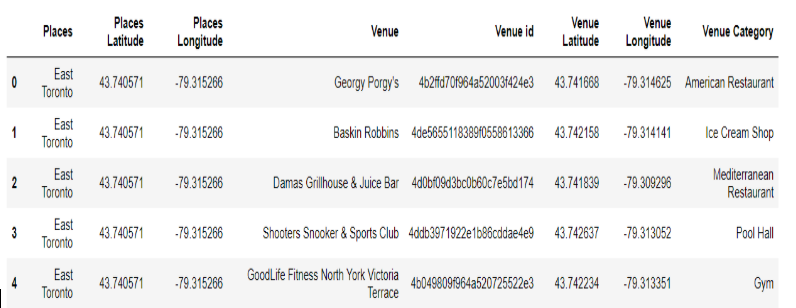 Places Places Latitude Places Longitude Venue Venue id Venue Latitude Venue Longitude Venue Category
0 East Toronto 43.740571 -79.315266 Georgy Porgy's 4b2ffd70f964a52003f424e3 43.741668 -79.314625 American Restaurant
1 East Toronto 43.740571 -79.315266 Baskin Robbins 4de5655118389f0558613366 43.742158 -79.314141 Ice Cream Shop
2 East Toronto 43.740571 -79.315266 Damas Grillhouse & Juice Bar 4d0bf09d3bc0b60c7e5bd174 43.741839 -79.309296 Mediterranean Restaurant
3 East Toronto 43.740571 -79.315266 Shooters Snooker & Sports Club 4ddb3971922e1b86cddae4e9 43.742637 -79.313052 Pool Hall
4 East Toronto 43.740571 -79.315266 GoodLife Fitness North York Victoria Terrace 4b049809f964a520725522e3 43.742234 -79.313351 Gym